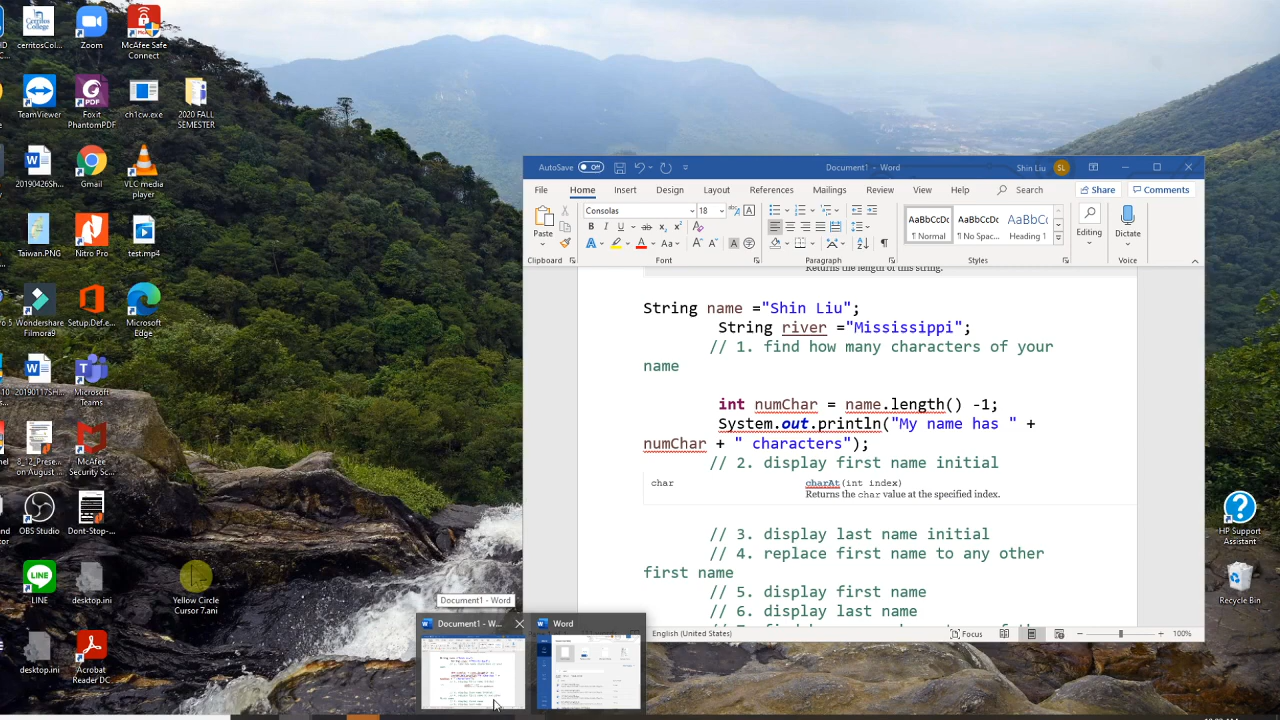 cerritosCol...
Zoom
McAfee Safe Connect
TeamViewer
Foxit PhantomPDF
ch1cw.exe
2020 FALL SEMESTER
20190426Sh...
Gmail
VLC media player
Taiwan.PNG
Nitro Pro
test.mp4
Wondershare Filmora9
Setup.Def.e...
Microsoft Edge
20190117SH...
Microsoft Teams
8_12_Prese... on August ...
McAfee Security Sc...
OBS Studio
Dont-Stop-...
LINE
desktop.ini
Yellow Circle Cursor 7.ani
desktop.ini
Acrobat Reader DC
HP Support Assistant
Recycle Bin
AutoSave Off
Document1 - Word
Shin Liu SL
File Home Insert Design Layout References Mailings Review View Help Search Share Comments
Paste
Consolas 18
AaBbCcDc AaBbCcDc AaBbCc
¶ Normal ¶ No Spac... Heading 1
Editing
Dictate
Clipboard Font Paragraph Styles Voice
Returns the length of this string.
String name ="Shin Liu";
String river ="Mississippi";
// 1. find how many characters of your
name
int numChar = name.length() -1;
System.out.println("My name has " +
numChar + " characters");
// 2. display first name initial
char charAt(int index)
Returns the char value at the specified index.
// 3. display last name initial
// 4. replace first name to any other
first name
// 5. display first name
// 6. display last name
English (United States) Focus 100%
Document1 - Word
Document1 - W...
Word